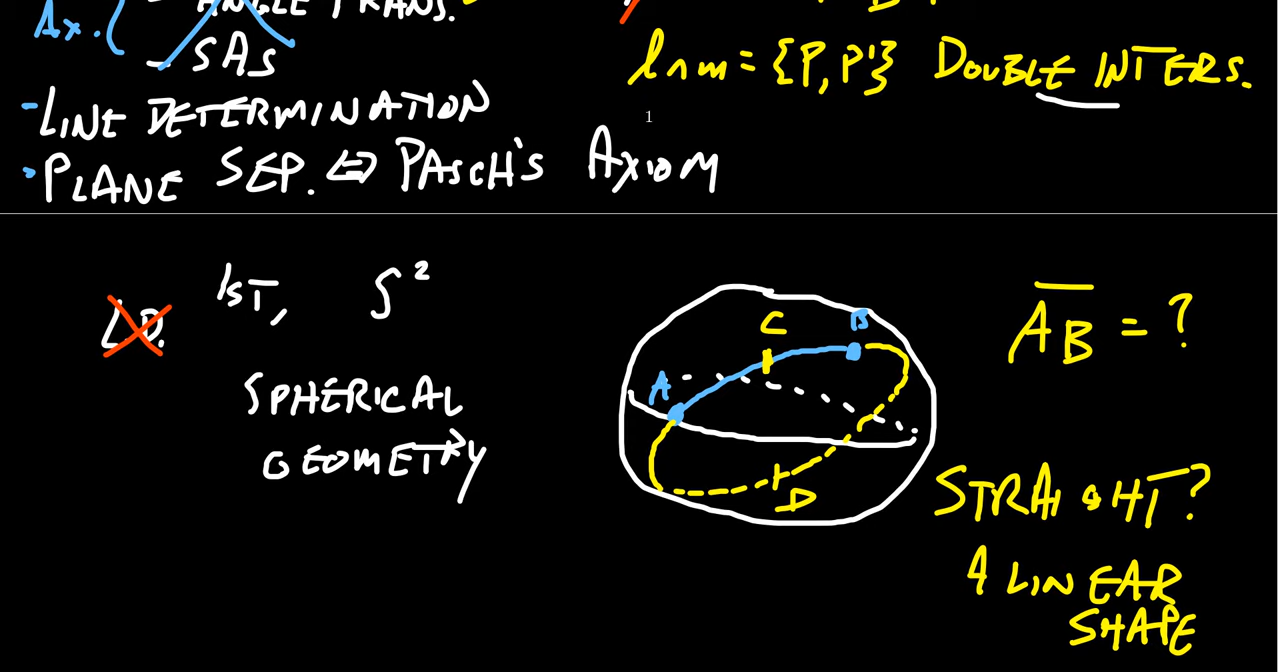 Ax. { - ANGLE TRANS.
- SAS
- LINE DETERMINATION
- PLANE SEP. ⇔ PASCH'S AXIOM
l ∩ m = {P, P'} DOUBLE INTERS.
1
L.D.
1ST, S²
SPHERICAL
GEOMETRY
A
C
B
D
AB = ?
STRAIGHT?
A LINEAR
SHAPE